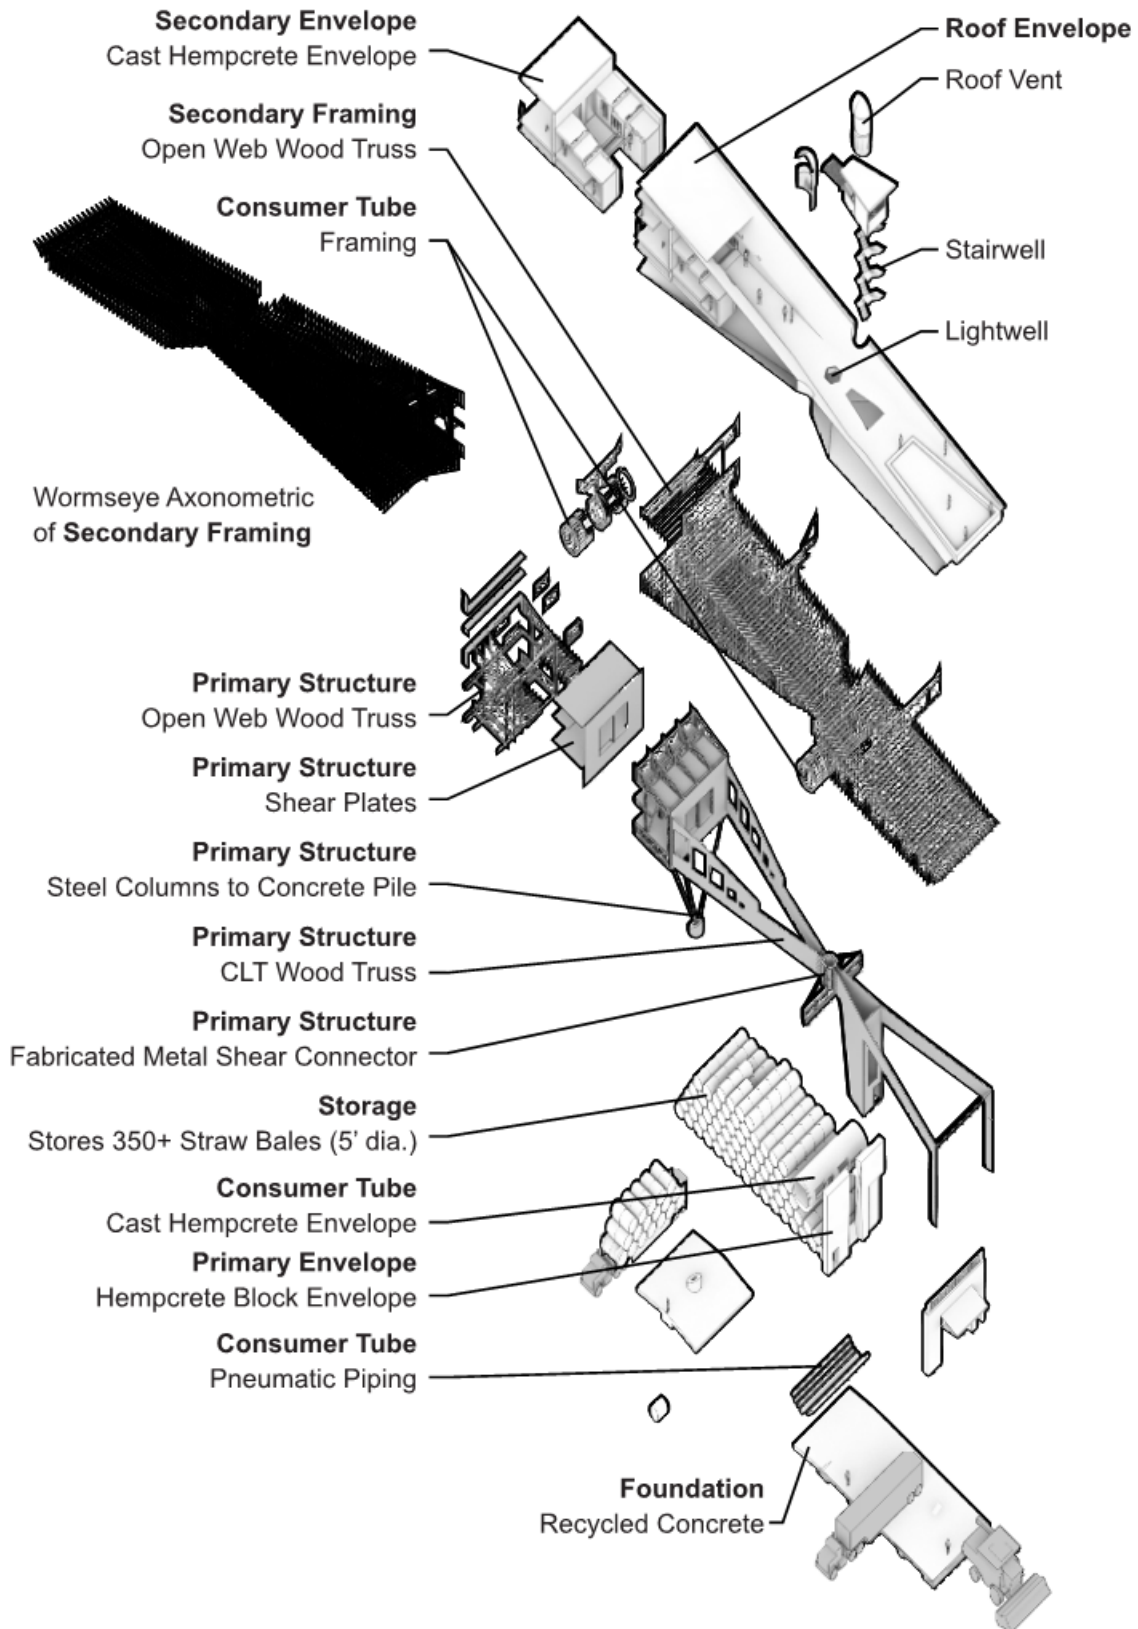 Secondary Envelope
Cast Hempcrete Envelope
Secondary Framing
Open Web Wood Truss
Consumer Tube
Framing
Roof Envelope
Roof Vent
Stairwell
Lightwell
Wormseye Axonometric
of Secondary Framing
Primary Structure
Open Web Wood Truss
Primary Structure
Shear Plates
Primary Structure
Steel Columns to Concrete Pile
Primary Structure
CLT Wood Truss
Primary Structure
Fabricated Metal Shear Connector
Storage
Stores 350+ Straw Bales (5' dia.)
Consumer Tube
Cast Hempcrete Envelope
Primary Envelope
Hempcrete Block Envelope
Consumer Tube
Pneumatic Piping
Foundation
Recycled Concrete